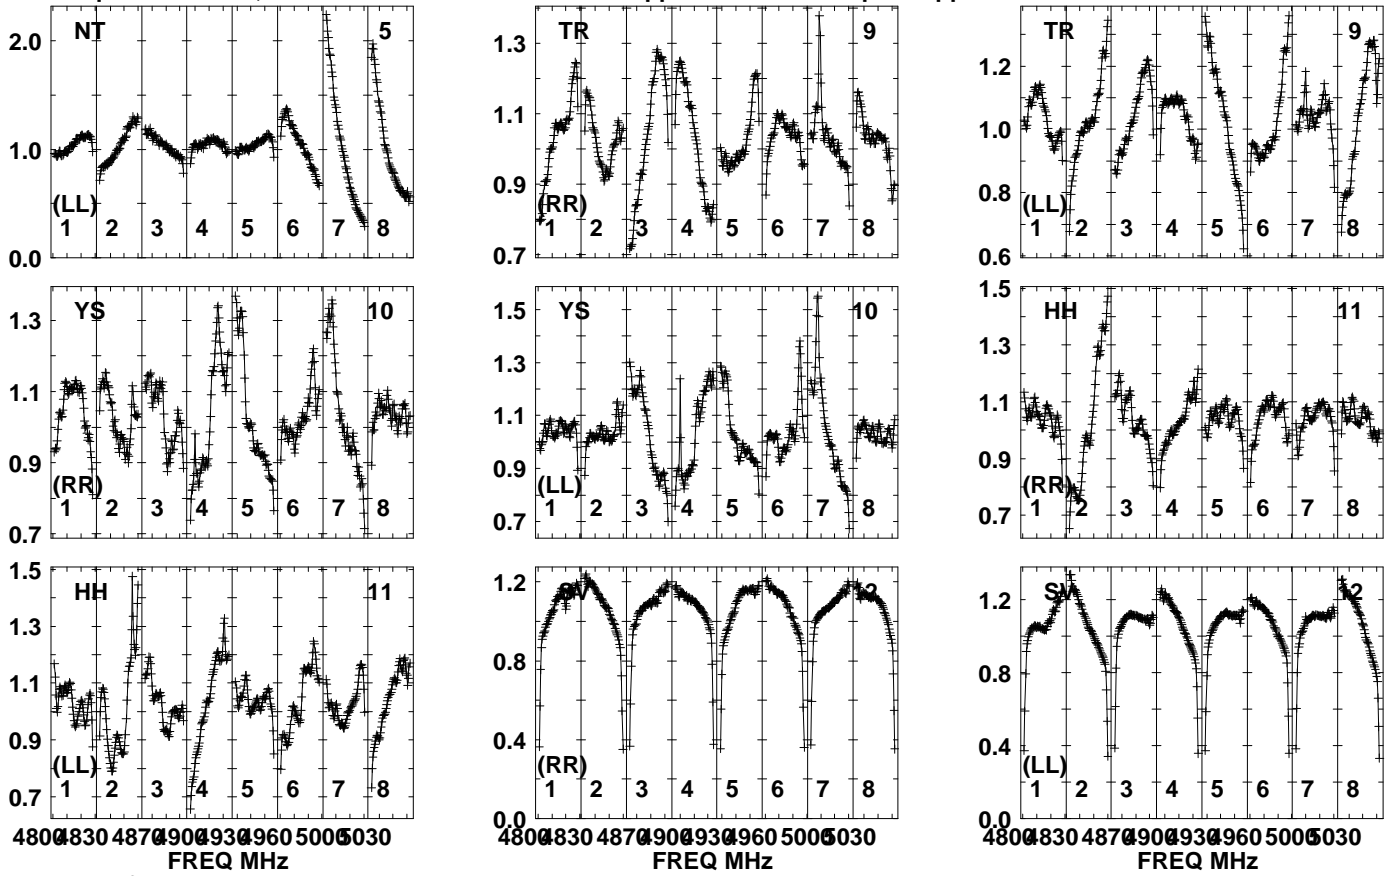 NT 5
2.0
1.0
0.0
(LL)
1 2 3 4 5 6 7 8
TR 9
1.3
1.1
0.9
0.7
(RR)
1 2 3 4 5 6 7 8
TR 9
1.2
1.0
0.8
0.6
(LL)
1 2 3 4 5 6 7 8
YS 10
1.3
1.1
0.9
0.7
(RR)
1 2 3 4 5 6 7 8
YS 10
1.5
1.3
1.1
0.9
0.7
(LL)
1 2 3 4 5 6 7 8
HH 11
1.5
1.3
1.1
0.9
0.7
(RR)
1 2 3 4 5 6 7 8
HH 11
1.5
1.3
1.1
0.9
0.7
(LL)
1 2 3 4 5 6 7 8
4800 4830 4870 4900 4930 4960 5000 5030
FREQ MHz
SV 12
1.2
0.8
0.4
0.0
(RR)
1 2 3 4 5 6 7 8
4800 4830 4870 4900 4930 4960 5000 5030
FREQ MHz
SV 12
1.2
0.8
0.4
0.0
(LL)
1 2 3 4 5 6 7 8
4800 4830 4870 4900 4930 4960 5000 5030
FREQ MHz